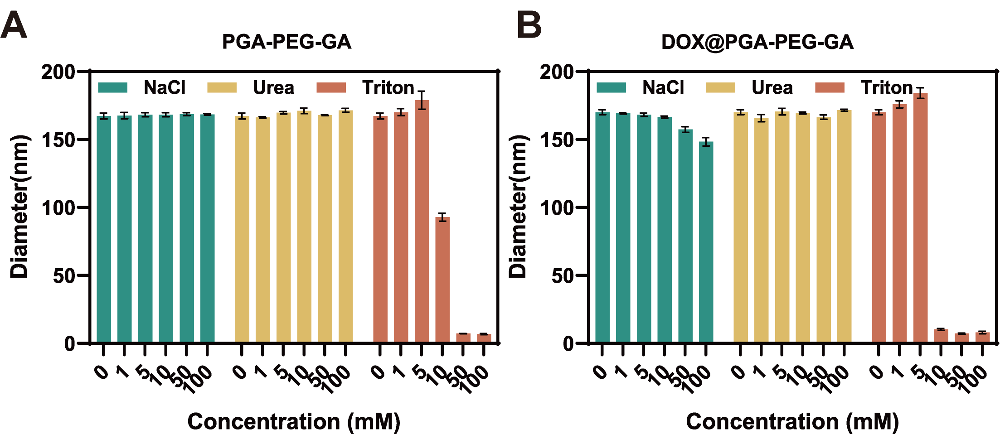 A
PGA-PEG-GA
200
150
100
50
0
Diameter(nm)
NaCl Urea Triton
0 1 5 10 50 100 0 1 5 10 50 100 0 1 5 10 50 100
Concentration (mM)
B
DOX@PGA-PEG-GA
200
150
100
50
0
Diameter(nm)
NaCl Urea Triton
0 1 5 10 50 100 0 1 5 10 50 100 0 1 5 10 50 100
Concentration (mM)